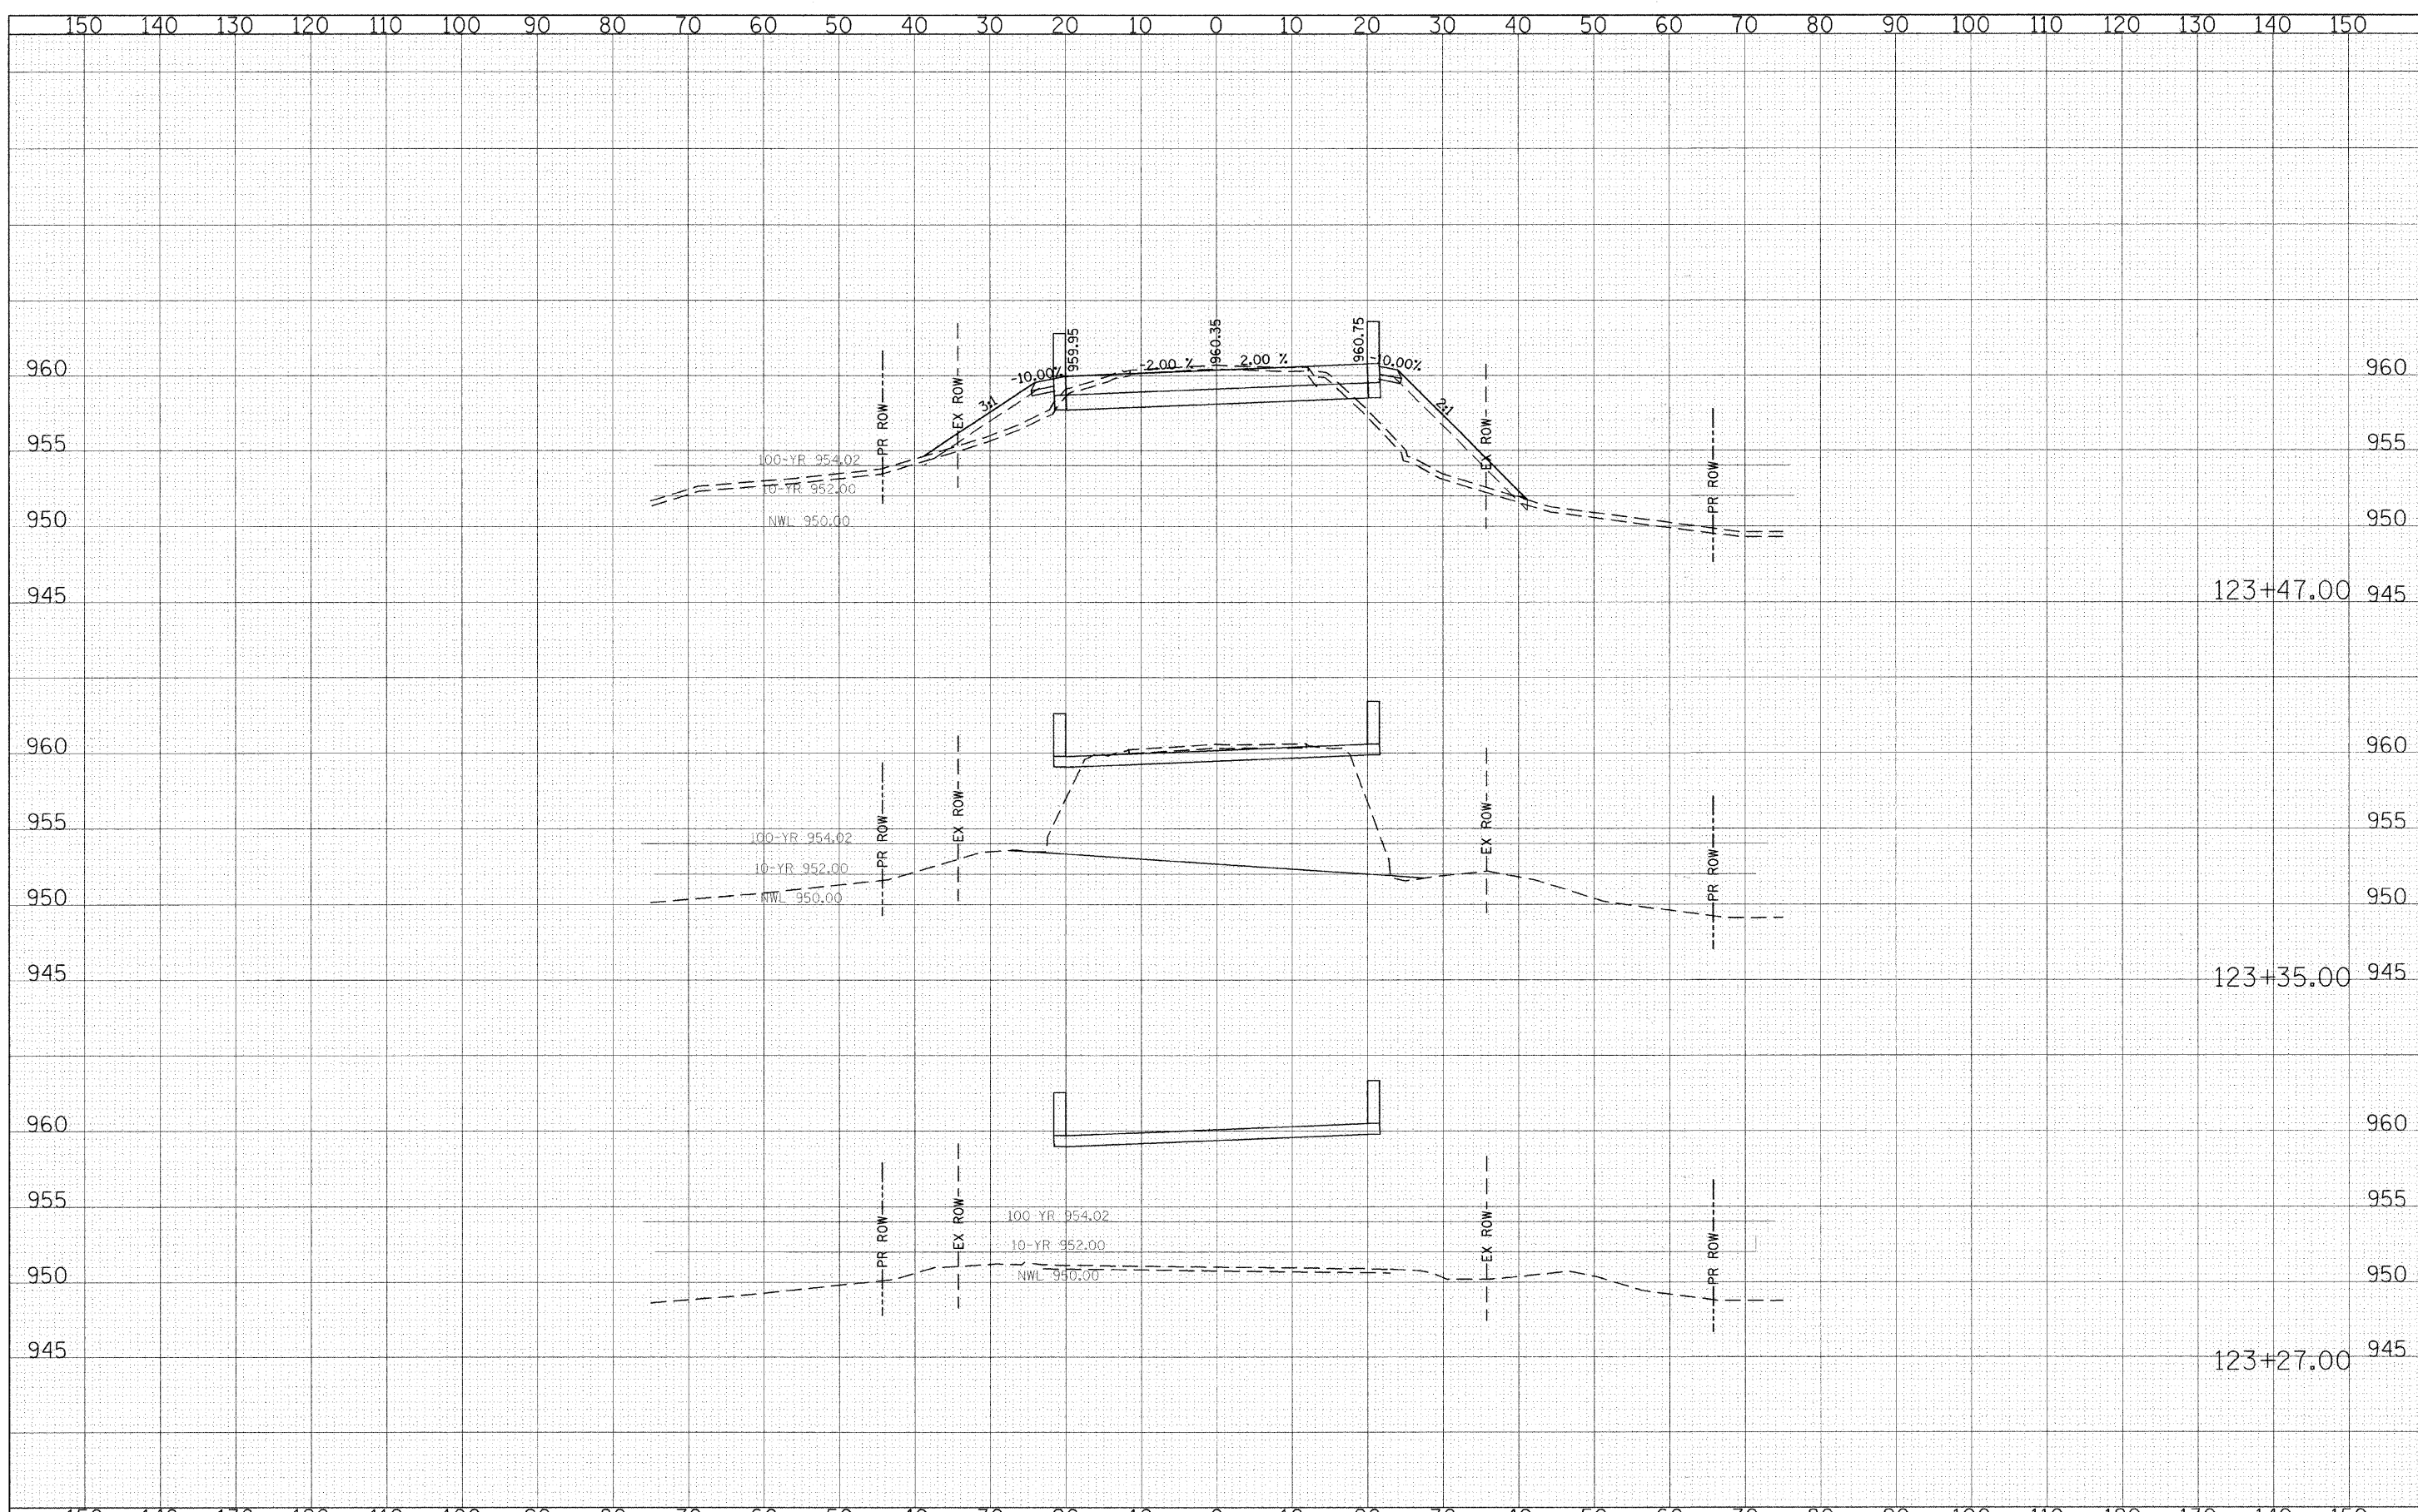 150 140 130 120 110 100 90 80 70 60 50 40 30 20 10 0 10 20 30 40 50 60 70 80 90 100 110 120 130 140 150
959.95 960.35 960.75
960 -10.00% -2.00 % 2.00 % -10.00% 960
3:1 2:1
PR ROW EX ROW EX ROW PR ROW
955 955
100-YR 954.02
10-YR 952.00
950 NWL 950.00 950
945 123+47.00 945
960 960
PR ROW EX ROW EX ROW PR ROW
955 955
100-YR 954.02
10-YR 952.00
950 NWL 950.00 950
945 123+35.00 945
960 960
PR ROW EX ROW EX ROW PR ROW
955 955
100 YR 954.02
10-YR 952.00
950 NWL 950.00 950
945 123+27.00 945